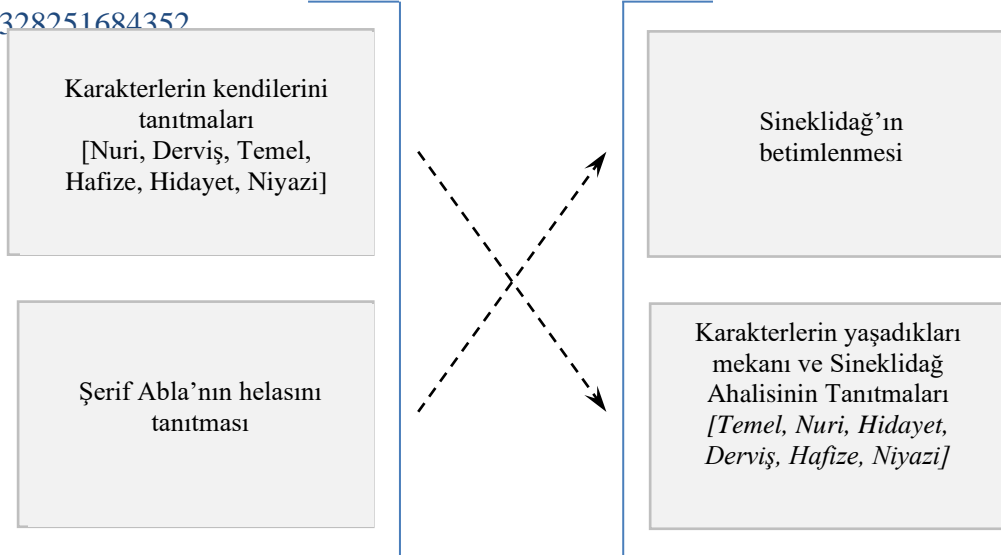 328251684352
Karakterlerin kendilerini
tanıtmaları
[Nuri, Derviş, Temel,
Hafize, Hidayet, Niyazi]
Şerif Abla’nın helasını
tanıtması
Sineklidağ’ın
betimlenmesi
Karakterlerin yaşadıkları
mekanı ve Sineklidağ
Ahalisinin Tanıtmaları
[Temel, Nuri, Hidayet,
Derviş, Hafize, Niyazi]